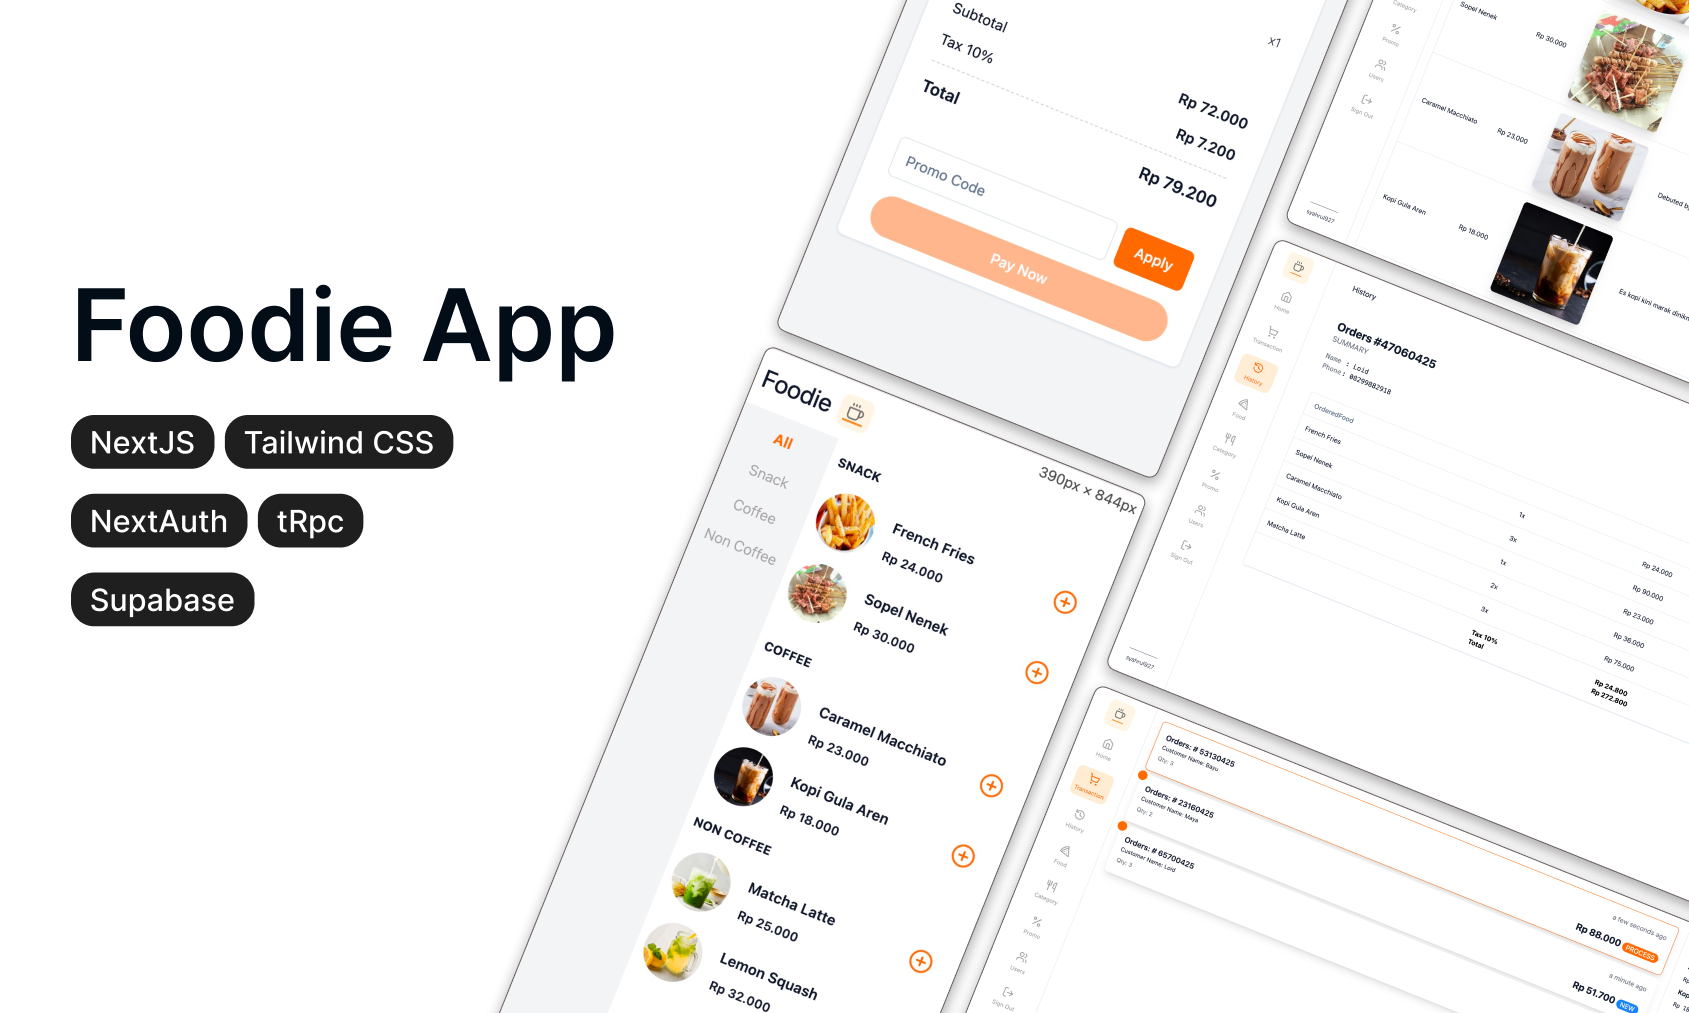 Foodie App
NextJS
Tailwind CSS
NextAuth
tRpc
Supabase
Subtotal
x1
Tax 10%
Rp 72.000
Rp 7.200
Total
Rp 79.200
Promo Code
Apply
Pay Now
Foodie
390px × 844px
All
Snack
Coffee
Non Coffee
SNACK
French Fries
Rp 24.000
Sopel Nenek
Rp 30.000
COFFEE
Caramel Macchiato
Rp 23.000
Kopi Gula Aren
Rp 18.000
NON COFFEE
Matcha Latte
Rp 25.000
Lemon Squash
Rp 32.000
Category
Promo
Users
Sign Out
syahrul927
Sopel Nenek
Rp 30.000
Caramel Macchiato
Rp 23.000
Debuted
Kopi Gula Aren
Rp 18.000
Es kopi kini marak
Home
Transaction
History
Food
Category
Promo
Users
Sign Out
syahrul927
History
Orders #47060425
SUMMARY
Name : Loid
Phone: 08299882918
OrderedFood
French Fries
1x
Rp 24.000
Sopel Nenek
3x
Rp 90.000
Caramel Macchiato
1x
Rp 23.000
Kopi Gula Aren
2x
Rp 36.000
Matcha Latte
3x
Rp 75.000
Tax 10%
Rp 24.800
Total
Rp 272.800
Home
Transaction
History
Food
Category
Promo
Users
Sign Out
Orders: # 53130425
Customer Name: Bayu
Qty: 3
a few seconds ago
Rp 88.000 PROCESS
Orders: # 23160425
Customer Name: Maya
Qty: 2
a minute ago
Rp 51.700 NEW
Orders: # 65700425
Customer Name: Loid
Qty: 3